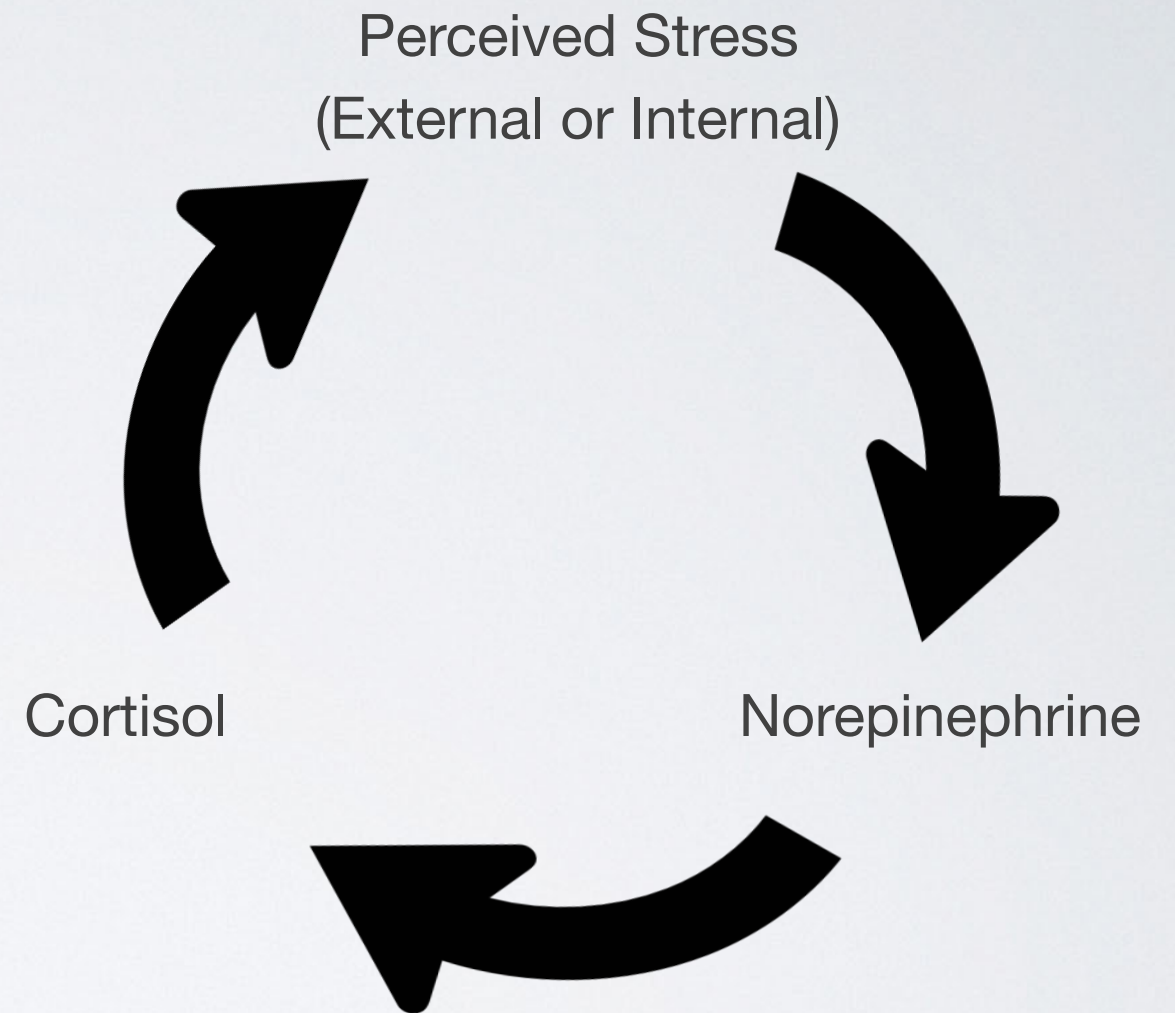 Perceived Stress
(External or Internal)
Cortisol
Norepinephrine